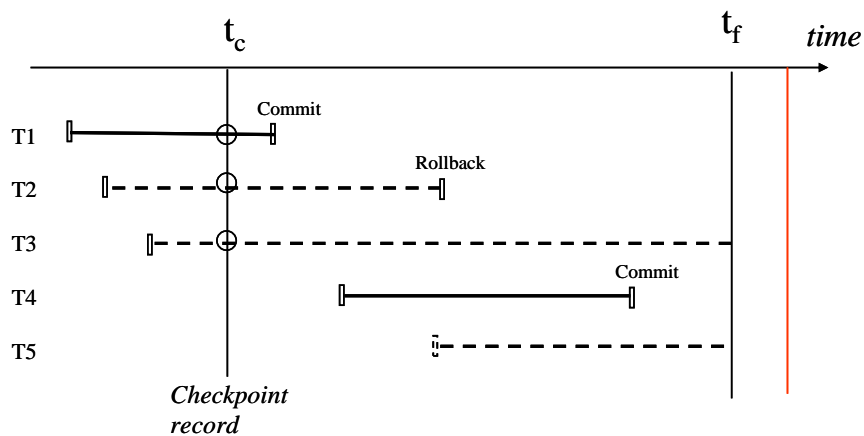 t_c
t_f
time
Commit
T1
Rollback
T2
T3
Commit
T4
T5
Checkpoint
record